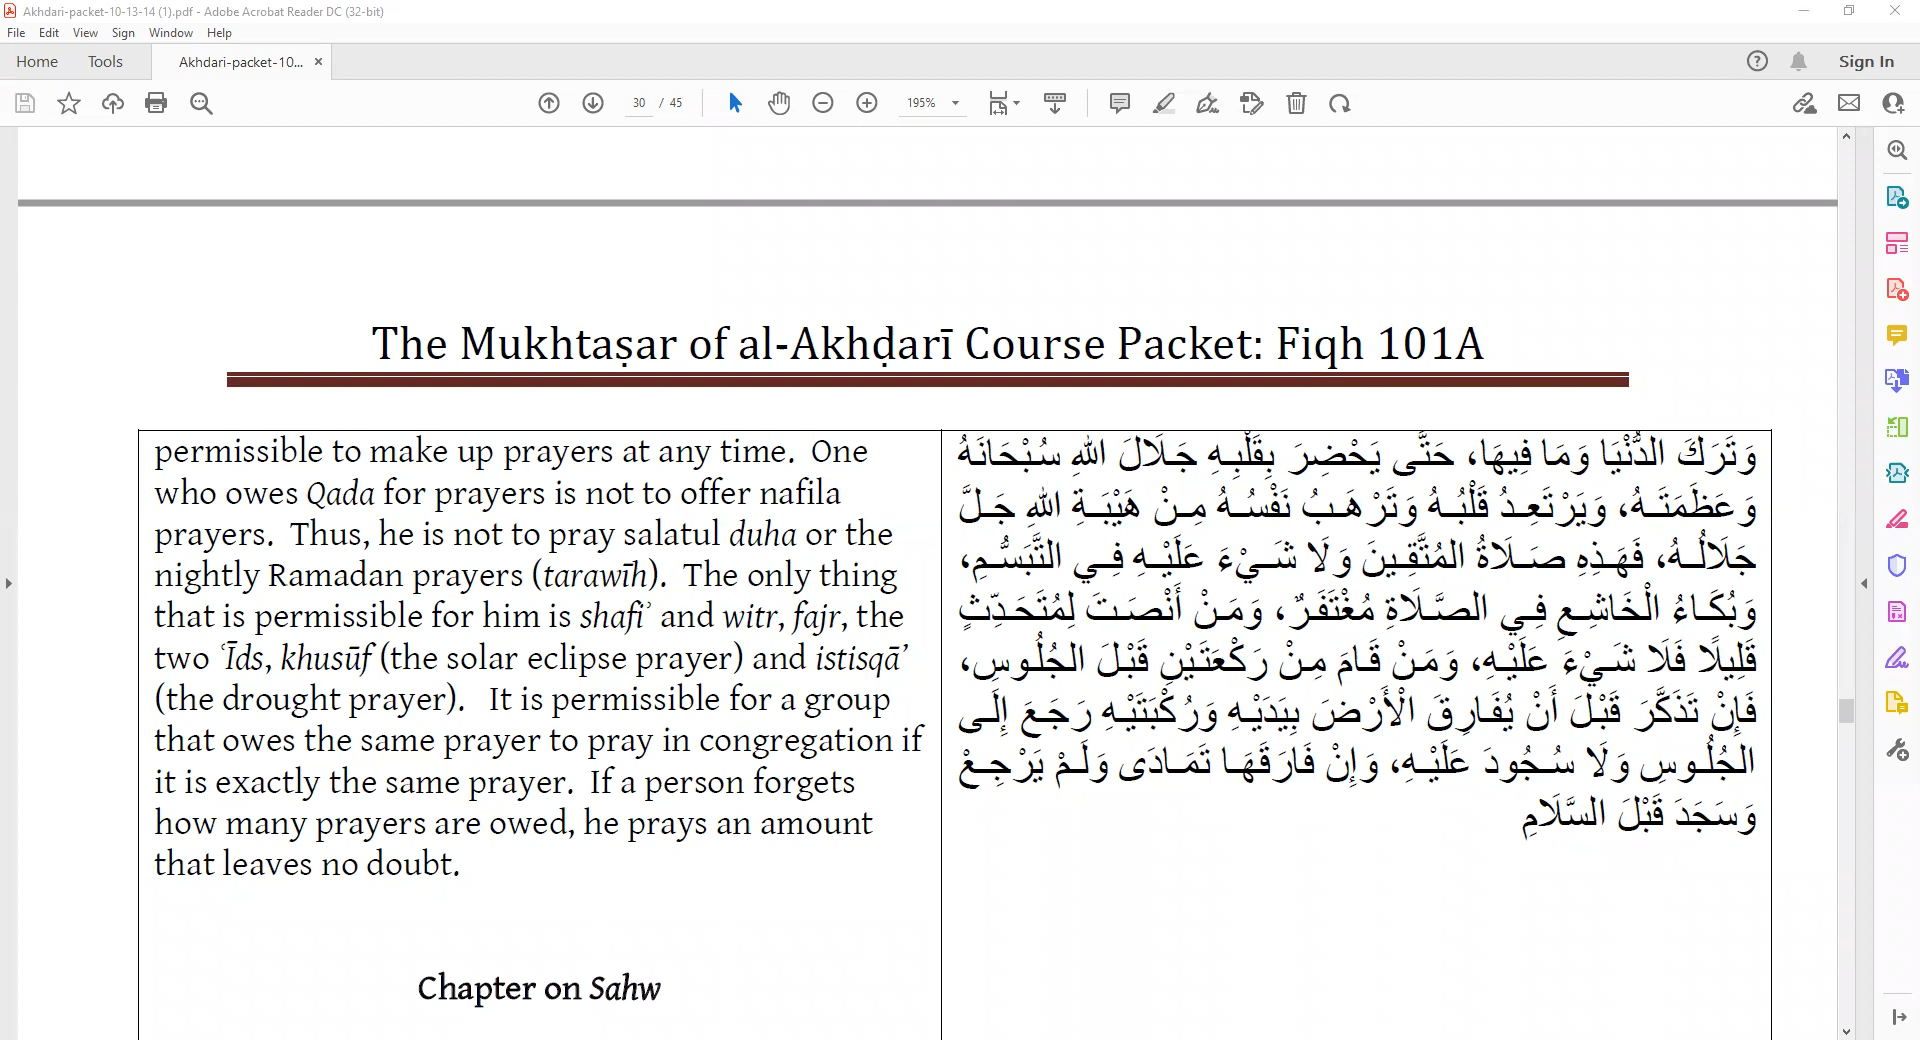 Akhdari-packet-10-13-14 (1).pdf - Adobe Acrobat Reader DC (32-bit)
File Edit View Sign Window Help
Home Tools Akhdari-packet-10... × Sign In
30 / 45 195%
The Mukhtaṣar of al-Akhḍarī Course Packet: Fiqh 101A
permissible to make up prayers at any time. One
who owes Qada for prayers is not to offer nafila
prayers. Thus, he is not to pray salatul duha or the
nightly Ramadan prayers (tarawīh). The only thing
that is permissible for him is shafiʾ and witr, fajr, the
two ʿĪds, khusūf (the solar eclipse prayer) and istisqā’
(the drought prayer). It is permissible for a group
that owes the same prayer to pray in congregation if
it is exactly the same prayer. If a person forgets
how many prayers are owed, he prays an amount
that leaves no doubt.
Chapter on Sahw
وَتَرَكَ الدُّنْيَا وَمَا فِيهَا، حَتَّى يَحْضِرَ بِقَلْبِهِ جَلَالَ اللهِ سُبْحَانَهُ
وَعَظَمَتَهُ، وَيَرْتَعِدُ قَلْبُهُ وَتَرْهَبُ نَفْسُهُ مِنْ هَيْبَةِ اللهِ جَلَّ
جَلَالُهُ، فَهَذِهِ صَلَاةُ المُتَّقِينَ وَلَا شَيْءَ عَلَيْهِ فِي التَّبَسُّمِ،
وَبُكَاءُ الْخَاشِعِ فِي الصَّلَاةِ مُغْتَفَرٌ، وَمَنْ أَنْصَتَ لِمُتَحَدِّثٍ
قَلِيلًا فَلَا شَيْءَ عَلَيْهِ، وَمَنْ قَامَ مِنْ رَكْعَتَيْنِ قَبْلَ الجُلُوسِ،
فَإِنْ تَذَكَّرَ قَبْلَ أَنْ يُفَارِقَ الْأَرْضَ بِيَدَيْهِ وَرُكْبَتَيْهِ رَجَعَ إِلَى
الجُلُوسِ وَلَا سُجُودَ عَلَيْهِ، وَإِنْ فَارَقَهَا تَمَادَى وَلَمْ يَرْجِعْ
وَسَجَدَ قَبْلَ السَّلَامِ